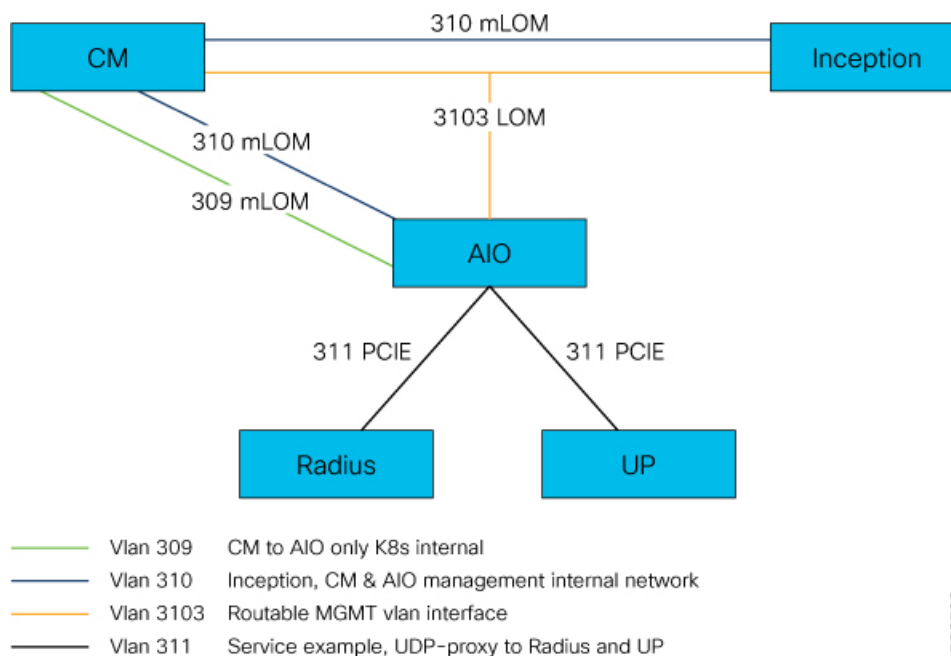 310 mLOM
CM
Inception
3103 LOM
310 mLOM
309 mLOM
AIO
311 PCIE
311 PCIE
Radius
UP
Vlan 309 CM to AIO only K8s internal
Vlan 310 Inception, CM & AIO management internal network
Vlan 3103 Routable MGMT vlan interface
Vlan 311 Service example, UDP-proxy to Radius and UP